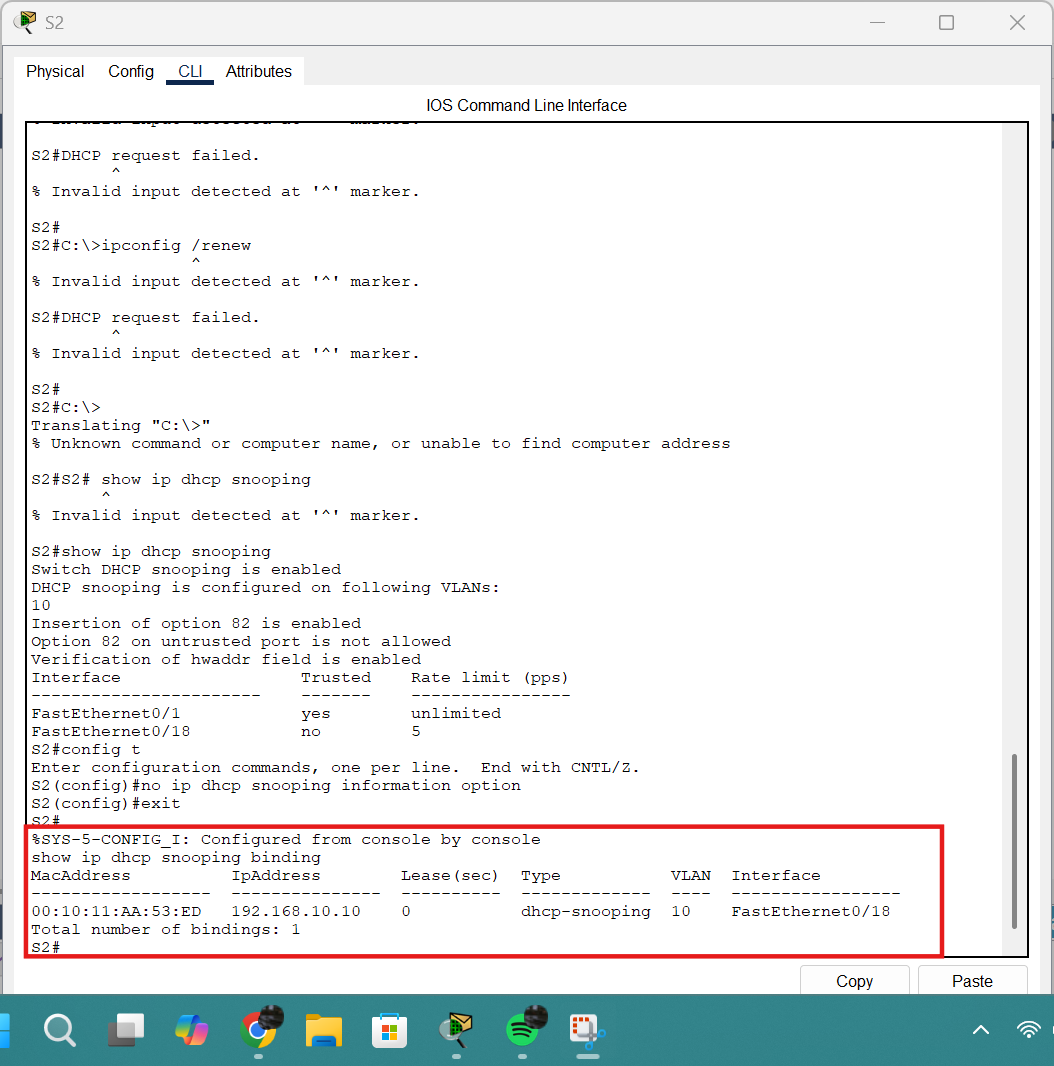 S2
Physical Config CLI Attributes
IOS Command Line Interface
% Invalid input detected at '^' marker.
S2#DHCP request failed.
^
% Invalid input detected at '^' marker.
S2#
S2#C:\>ipconfig /renew
^
% Invalid input detected at '^' marker.
S2#DHCP request failed.
^
% Invalid input detected at '^' marker.
S2#
S2#C:\>
Translating "C:\>"
% Unknown command or computer name, or unable to find computer address
S2#S2# show ip dhcp snooping
^
% Invalid input detected at '^' marker.
S2#show ip dhcp snooping
Switch DHCP snooping is enabled
DHCP snooping is configured on following VLANs:
10
Insertion of option 82 is enabled
Option 82 on untrusted port is not allowed
Verification of hwaddr field is enabled
Interface Trusted Rate limit (pps)
----------------------- ------- ----------------
FastEthernet0/1 yes unlimited
FastEthernet0/18 no 5
S2#config t
Enter configuration commands, one per line. End with CNTL/Z.
S2(config)#no ip dhcp snooping information option
S2(config)#exit
S2#
%SYS-5-CONFIG_I: Configured from console by console
show ip dhcp snooping binding
MacAddress IpAddress Lease(sec) Type VLAN Interface
------------------ --------------- ---------- ------------- ---- -----------------
00:10:11:AA:53:ED 192.168.10.10 0 dhcp-snooping 10 FastEthernet0/18
Total number of bindings: 1
S2#
Copy Paste